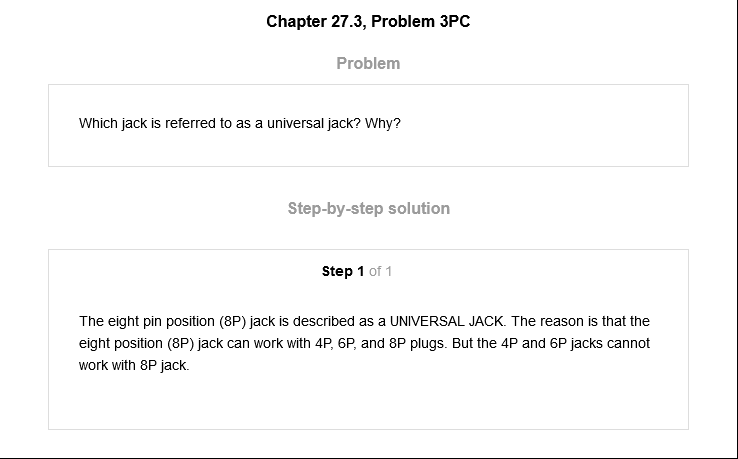 Chapter 27.3, Problem 3PC
Problem
Which jack is referred to as a universal jack? Why?
Step-by-step solution
Step 1 of 1
The eight pin position (8P) jack is described as a UNIVERSAL JACK. The reason is that the
eight position (8P) jack can work with 4P, 6P, and 8P plugs. But the 4P and 6P jacks cannot
work with 8P jack.